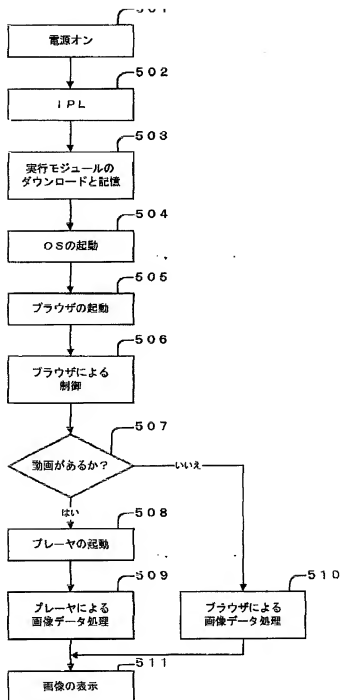 501
電源オン
502
IPL
503
実行モジュールの
ダウンロードと記憶
504
OSの起動
505
ブラウザの起動
506
ブラウザによる
制御
507
動画があるか?
いいえ
はい
508
プレーヤの起動
509
プレーヤによる
画像データ処理
510
ブラウザによる
画像データ処理
511
画像の表示